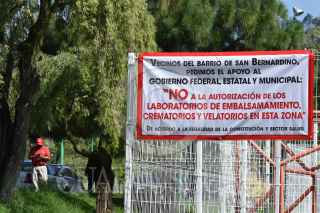 VECINOS DEL BARRIO DE SAN BERNARDINO,
PEDIMOS EL APOYO AL
GOBIERNO FEDERAL, ESTATAL Y MUNICIPAL:
"NO A LA AUTORIZACIÓN DE LOS
LABORATORIOS DE EMBALSAMAMIENTO,
CREMATORIOS Y VELATORIOS EN ESTA ZONA"
DE ACUERDO A LA LEGALIDAD DE LA CONSTITUCIÓN Y SECTOR SALUD.